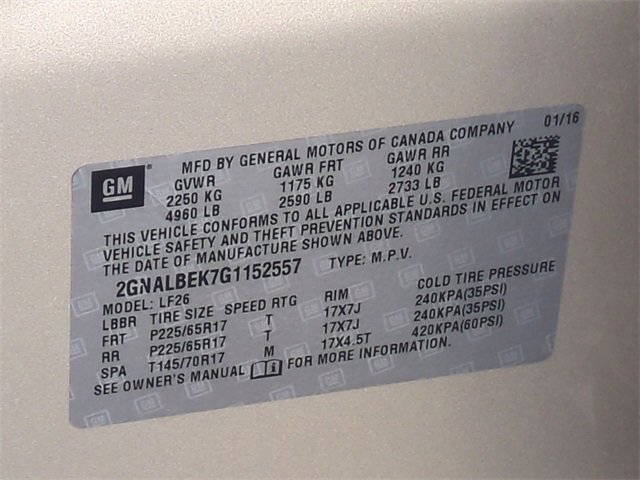 01/16
GM MFD BY GENERAL MOTORS OF CANADA COMPANY
GVWR GAWR FRT GAWR RR
2250 KG 1175 KG 1240 KG
4960 LB 2590 LB 2733 LB
THIS VEHICLE CONFORMS TO ALL APPLICABLE U.S. FEDERAL MOTOR
VEHICLE SAFETY AND THEFT PREVENTION STANDARDS IN EFFECT ON
THE DATE OF MANUFACTURE SHOWN ABOVE.
2GNALBEK7G1152557 TYPE: M.P.V.
MODEL: LF26
LBBR TIRE SIZE SPEED RTG RIM COLD TIRE PRESSURE
FRT P225/65R17 T 17X7J 240KPA(35PSI)
RR P225/65R17 T 17X7J 240KPA(35PSI)
SPA T145/70R17 M 17X4.5T 420KPA(60PSI)
SEE OWNER'S MANUAL FOR MORE INFORMATION.